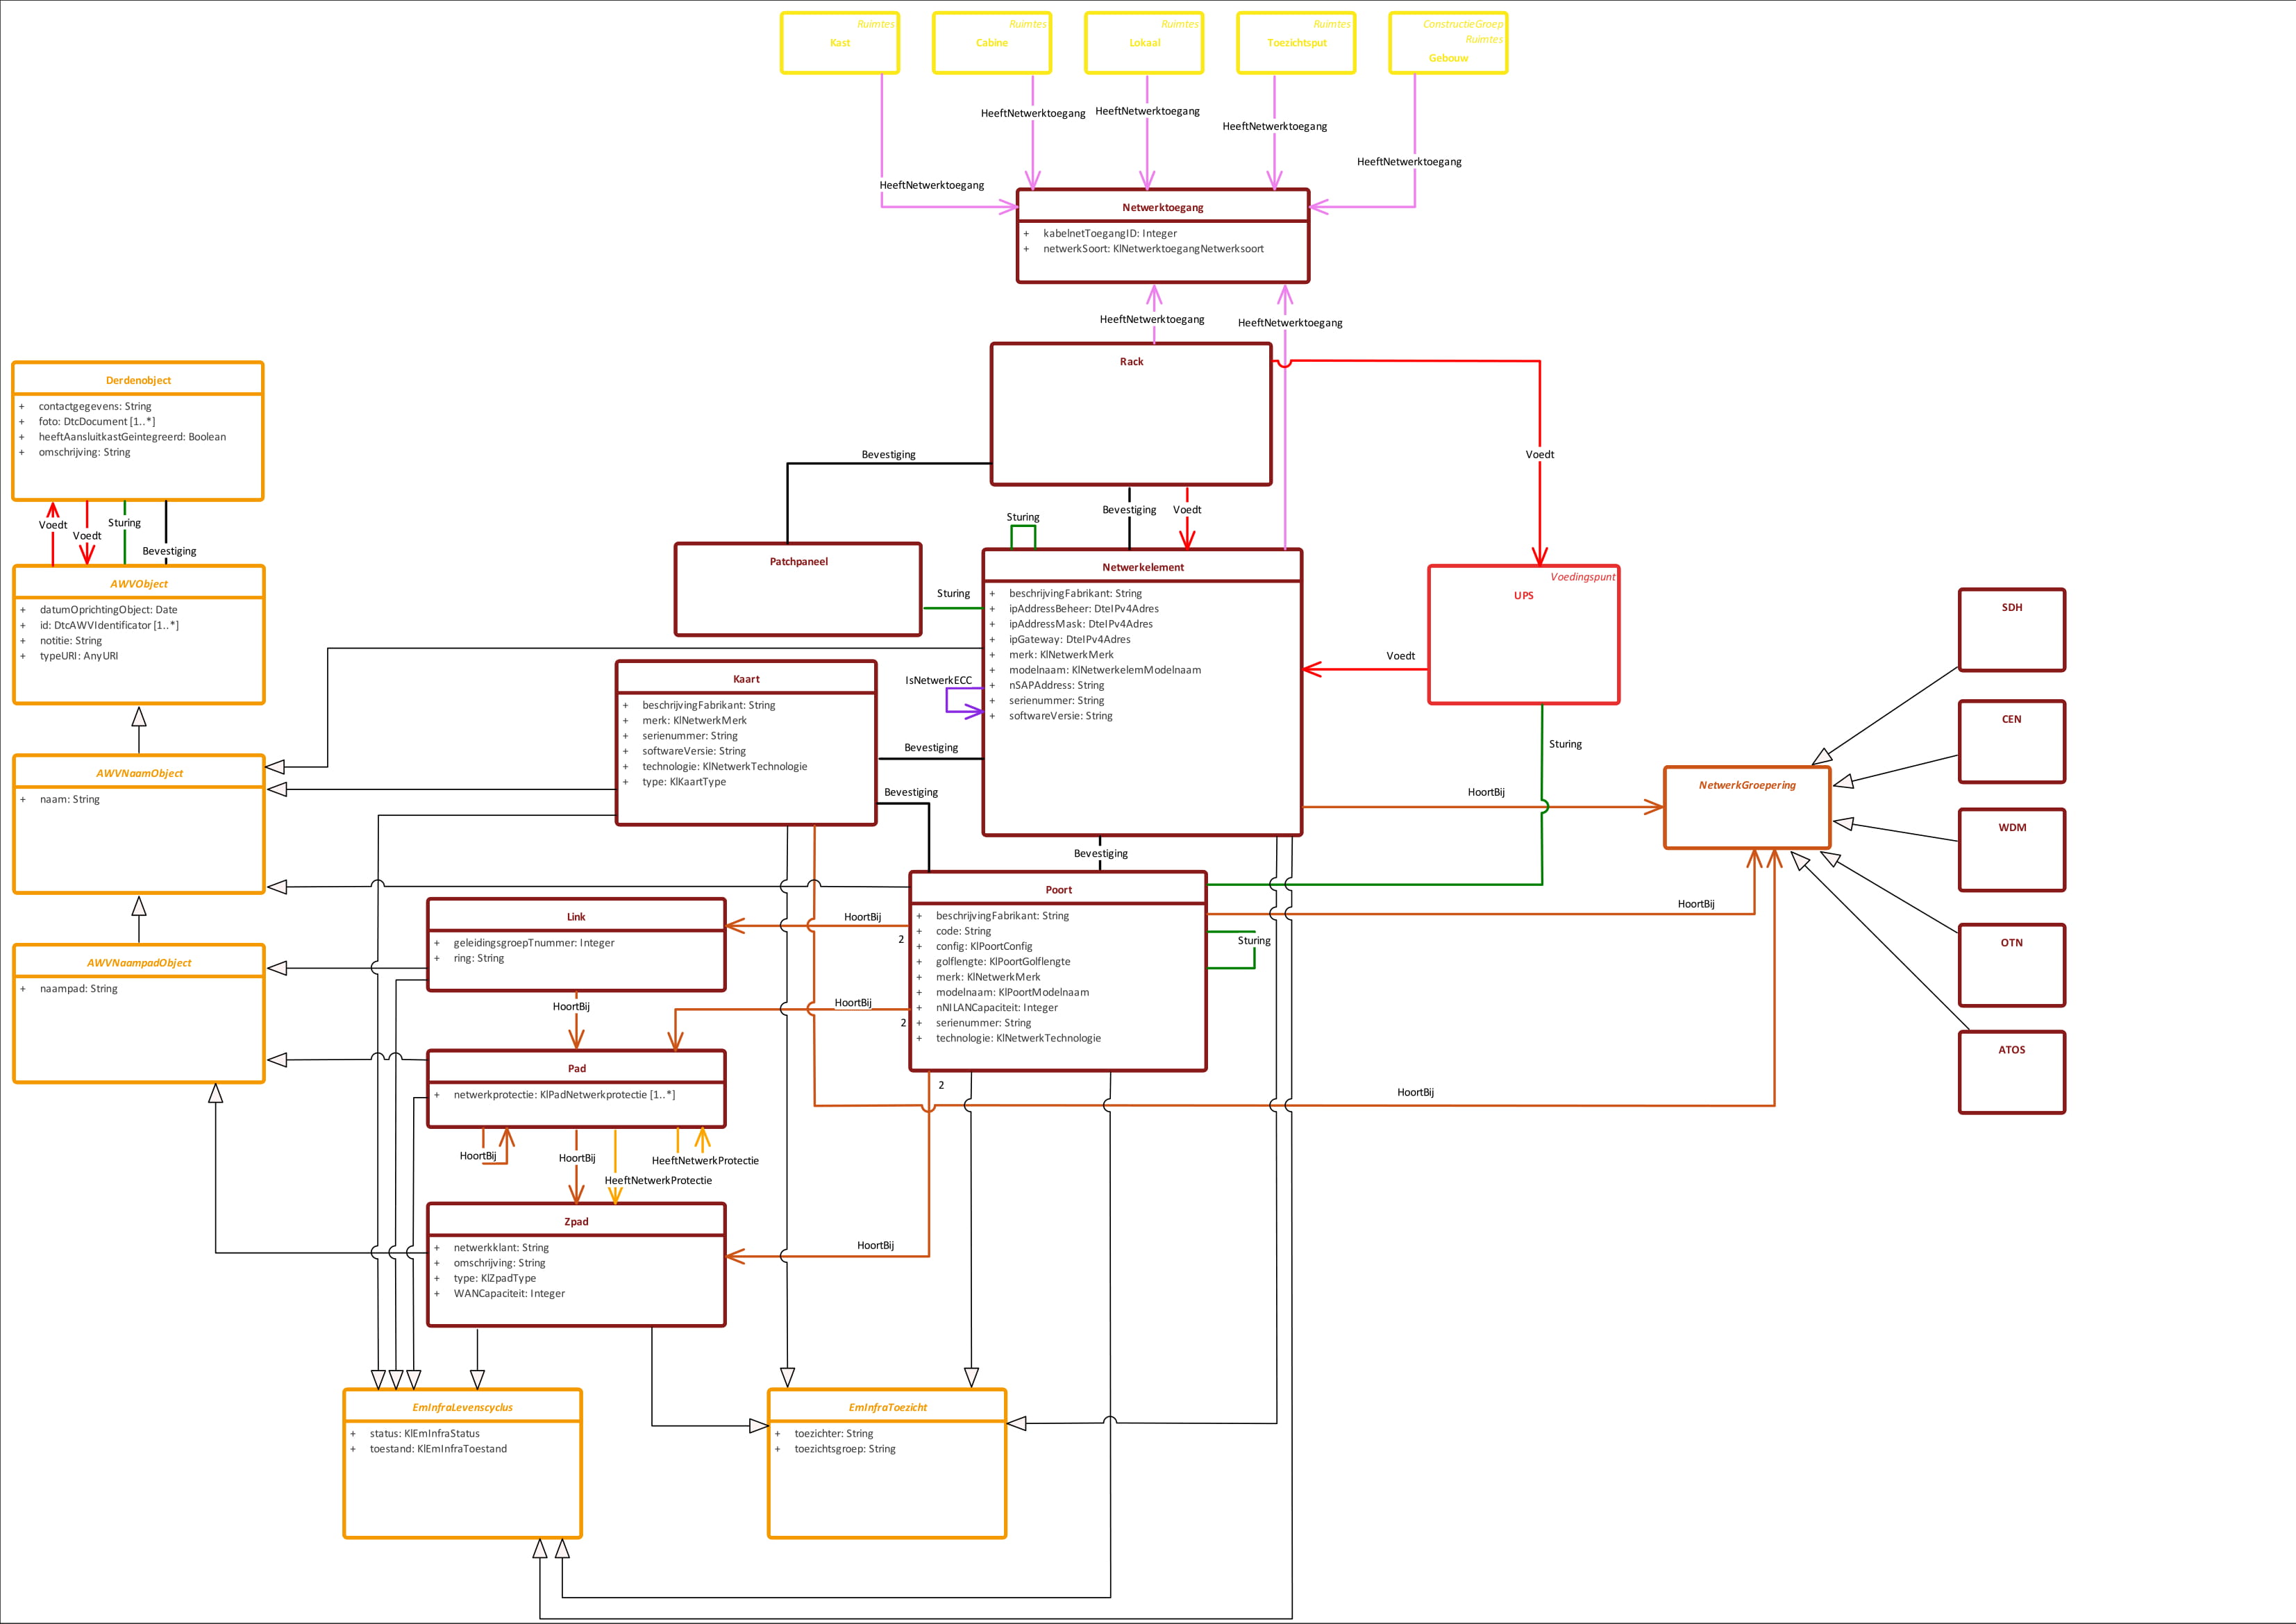 Ruimtes
Kast
Ruimtes
Cabine
Ruimtes
Lokaal
Ruimtes
Toezichtsput
ConstructieGroep
Ruimtes
Gebouw
HeeftNetwerktoegang
HeeftNetwerktoegang
HeeftNetwerktoegang
HeeftNetwerktoegang
HeeftNetwerktoegang
Netwerktoegang
+ kabelnetToegangID: Integer
+ netwerkSoort: KlNetwerktoegangNetwerksoort
HeeftNetwerktoegang
HeeftNetwerktoegang
Rack
Derdenobject
+ contactgegevens: String
+ foto: DtcDocument [1..*]
+ heeftAansluitkastGeintegreerd: Boolean
+ omschrijving: String
Bevestiging
Voedt
Voedt
Voedt
Sturing
Bevestiging
Sturing
Bevestiging
Voedt
AWVObject
+ datumOprichtingObject: Date
+ id: DtcAWVIdentificator [1..*]
+ notitie: String
+ typeURI: AnyURI
Patchpaneel
Sturing
Netwerkelement
+ beschrijvingFabrikant: String
+ ipAddressBeheer: DteIPv4Adres
+ ipAddressMask: DteIPv4Adres
+ ipGateway: DteIPv4Adres
+ merk: KlNetwerkMerk
+ modelnaam: KlNetwerkelemModelnaam
+ nSAPAddress: String
+ serienummer: String
+ softwareVersie: String
Voedingspunt
UPS
Voedt
SDH
Kaart
+ beschrijvingFabrikant: String
+ merk: KlNetwerkMerk
+ serienummer: String
+ softwareVersie: String
+ technologie: KlNetwerkTechnologie
+ type: KlKaartType
IsNetwerkECC
Bevestiging
Bevestiging
Sturing
CEN
AWVNaamObject
+ naam: String
HoortBij
NetwerkGroepering
WDM
Bevestiging
Link
+ geleidingsgroepTnummer: Integer
+ ring: String
HoortBij
2
Poort
+ beschrijvingFabrikant: String
+ code: String
+ config: KlPoortConfig
+ golflengte: KlPoortGolflengte
+ merk: KlNetwerkMerk
+ modelnaam: KlPoortModelnaam
+ nNILANCapaciteit: Integer
+ serienummer: String
+ technologie: KlNetwerkTechnologie
Sturing
HoortBij
OTN
AWVNaampadObject
+ naampad: String
HoortBij
HoortBij
2
ATOS
Pad
+ netwerkprotectie: KlPadNetwerkprotectie [1..*]
2
HoortBij
HoortBij
HoortBij
HeeftNetwerkProtectie
HeeftNetwerkProtectie
Zpad
+ netwerkklant: String
+ omschrijving: String
+ type: KlZpadType
+ WANCapaciteit: Integer
HoortBij
EmInfraLevenscyclus
+ status: KlEmInfraStatus
+ toestand: KlEmInfraToestand
EmInfraToezicht
+ toezichter: String
+ toezichtsgroep: String